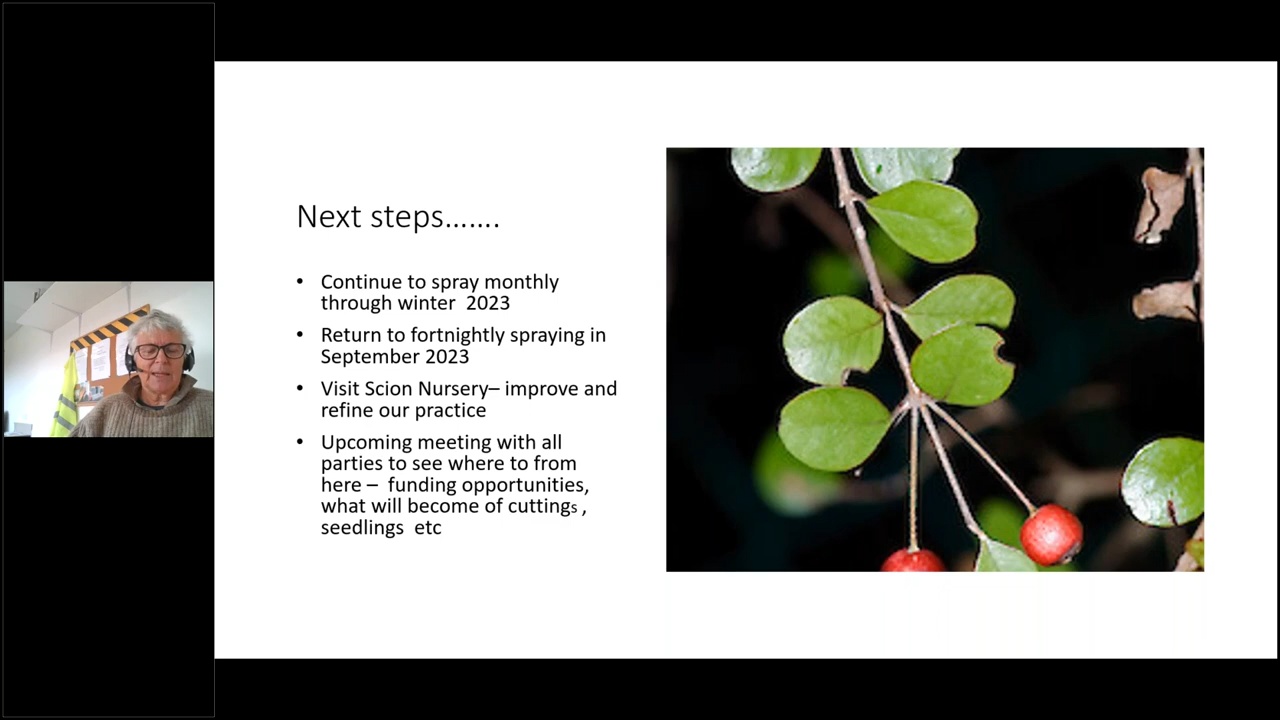 Next steps.......
• Continue to spray monthly
through winter  2023
• Return to fortnightly spraying in
September 2023
• Visit Scion Nursery– improve and
refine our practice
• Upcoming meeting with all
parties to see where to from
here –  funding opportunities,
what will become of cuttings ,
seedlings  etc